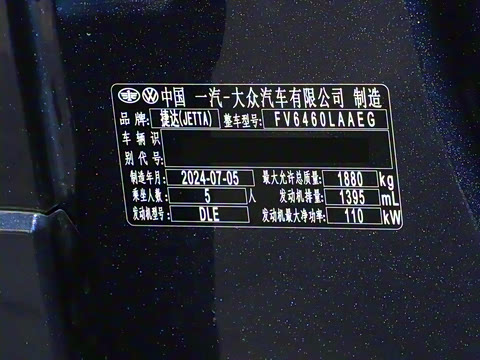 中国 一汽-大众汽车有限公司 制造
品牌: 捷达(JETTA) 整车型号: FV6460LAAEG
车辆识
别代号:
制造年月: 2024-07-05 最大允许总质量: 1880 kg
乘坐人数: 5 人 发动机排量: 1395 mL
发动机型号: DLE 发动机最大净功率: 110 kW